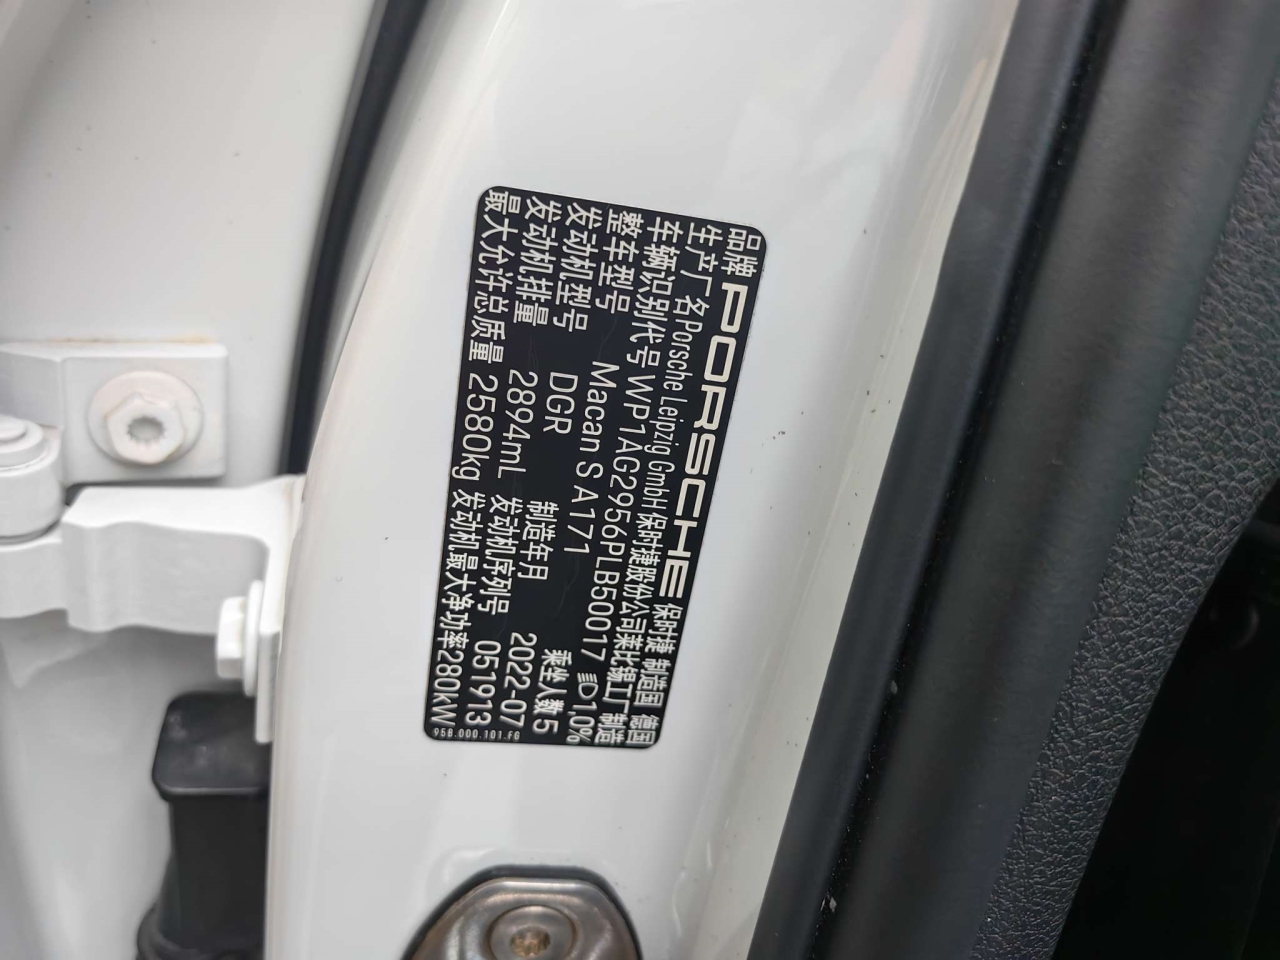 品牌 PORSCHE 保时捷 制造国 德国
生产厂名 Porsche Leipzig GmbH 保时捷股份公司莱比锡工厂制造
车辆识别代号 WP1AG2956PLB50017 D1,0%
整车型号 Macan S A171 乘坐人数 5
发动机型号 DGR 制造年月 2022-07
发动机排量 2894mL 发动机序列号 051913
最大允许总质量 2580kg 发动机最大净功率 280KW
95B.000.101.FG